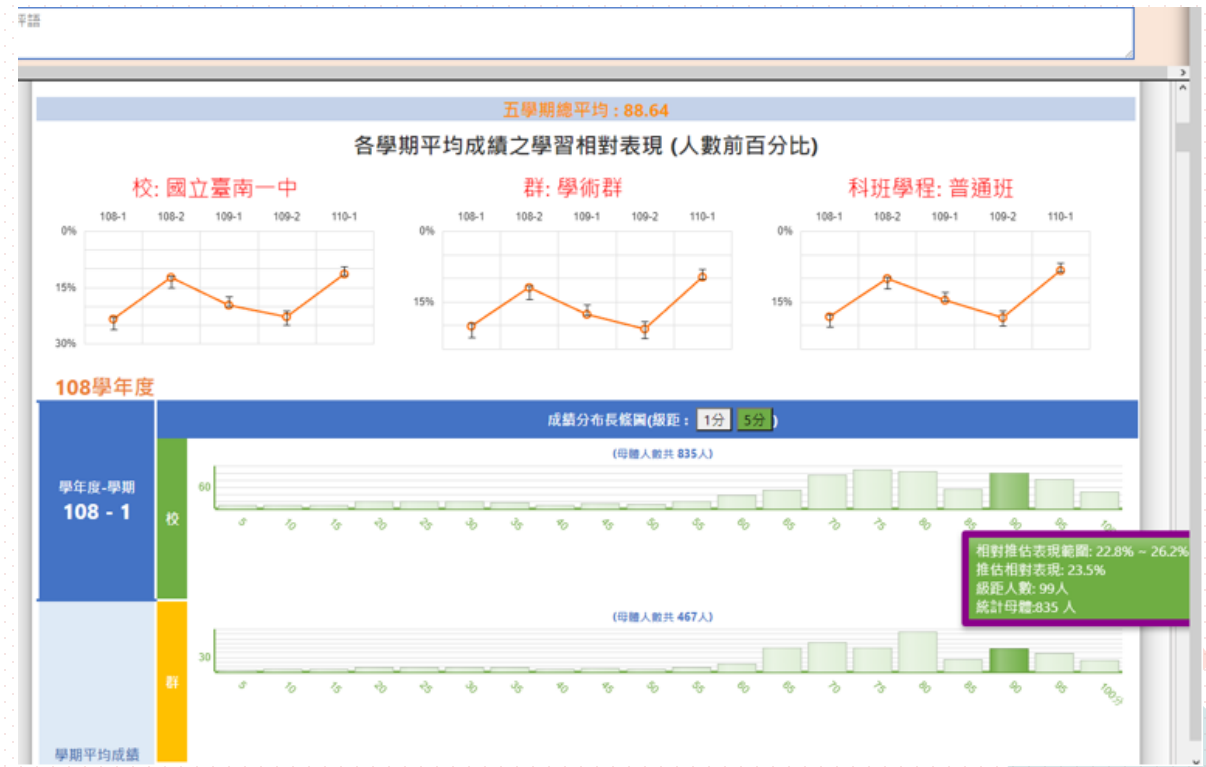 評語
五學期總平均 : 88.64
各學期平均成績之學習相對表現 (人數前百分比)
校: 國立臺南一中
108-1 108-2 109-1 109-2 110-1
0%
15%
30%
群: 學術群
108-1 108-2 109-1 109-2 110-1
0%
15%
科班學程: 普通班
108-1 108-2 109-1 109-2 110-1
0%
15%
108學年度
成績分布長條圖(級距 : 1分 5分 )
學年度-學期
108 - 1
校
(母體人數共 835人)
60
5 10 15 20 25 30 35 40 45 50 55 60 65 70 75 80 85 90 95 100
相對推估表現範圍: 22.8% ~ 26.2%
推估相對表現: 23.5%
級距人數: 99人
統計母體:835 人
群
(母體人數共 467人)
30
5 10 15 20 25 30 35 40 45 50 55 60 65 70 75 80 85 90 95 100分
學期平均成績